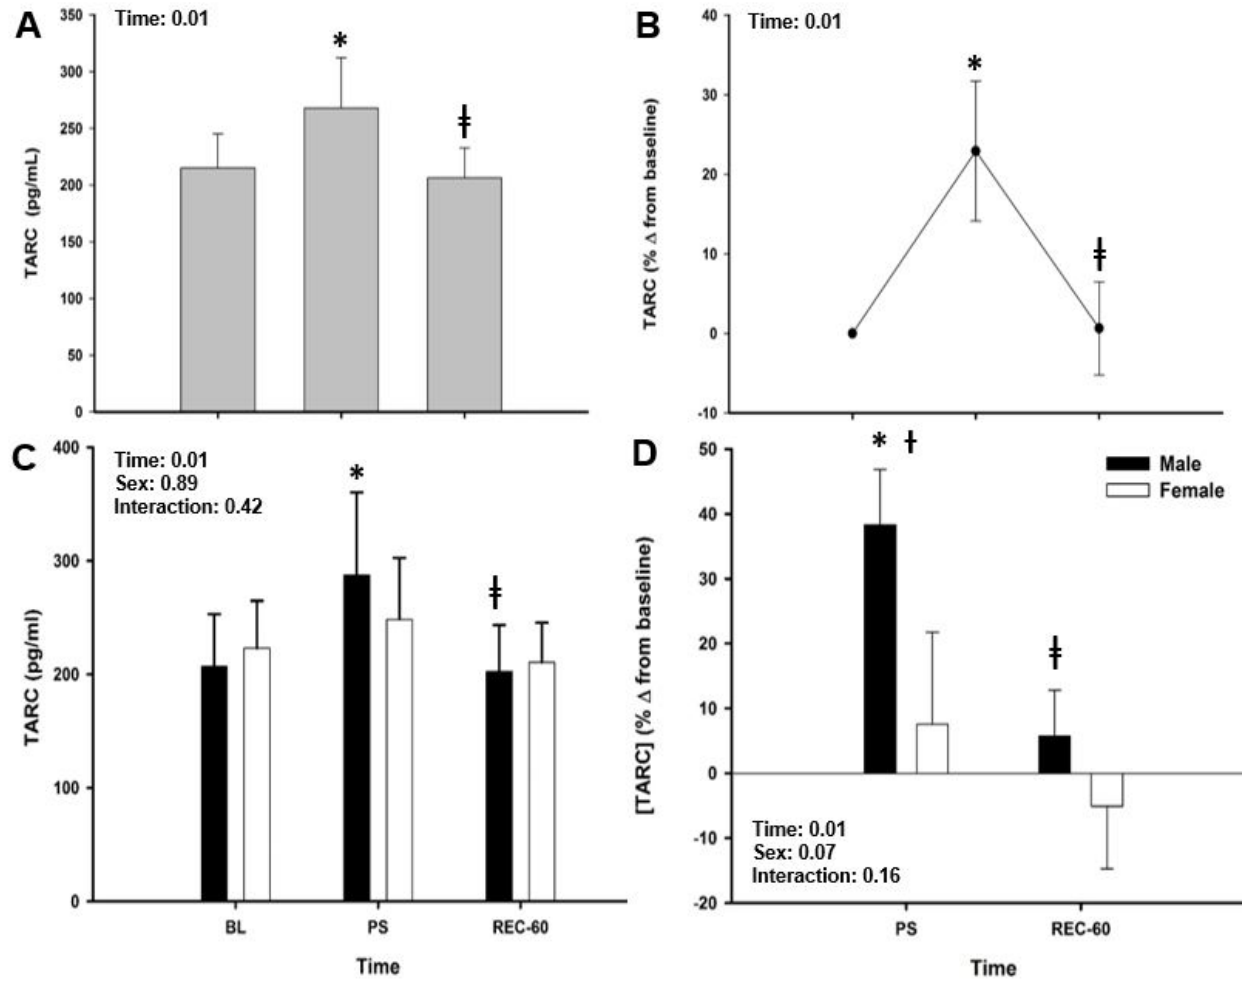 A
Time: 0.01
350
300
250
200
150
100
50
0
TARC (pg/mL)
*
ǂ
B
Time: 0.01
40
30
20
10
0
-10
TARC (% Δ from baseline)
*
ǂ
C
Time: 0.01
Sex: 0.89
Interaction: 0.42
400
300
200
100
0
TARC (pg/ml)
*
ǂ
BL PS REC-60
Time
D
50
40
30
20
10
0
-10
-20
[TARC] (% Δ from baseline)
* †
ǂ
Male
Female
Time: 0.01
Sex: 0.07
Interaction: 0.16
PS REC-60
Time